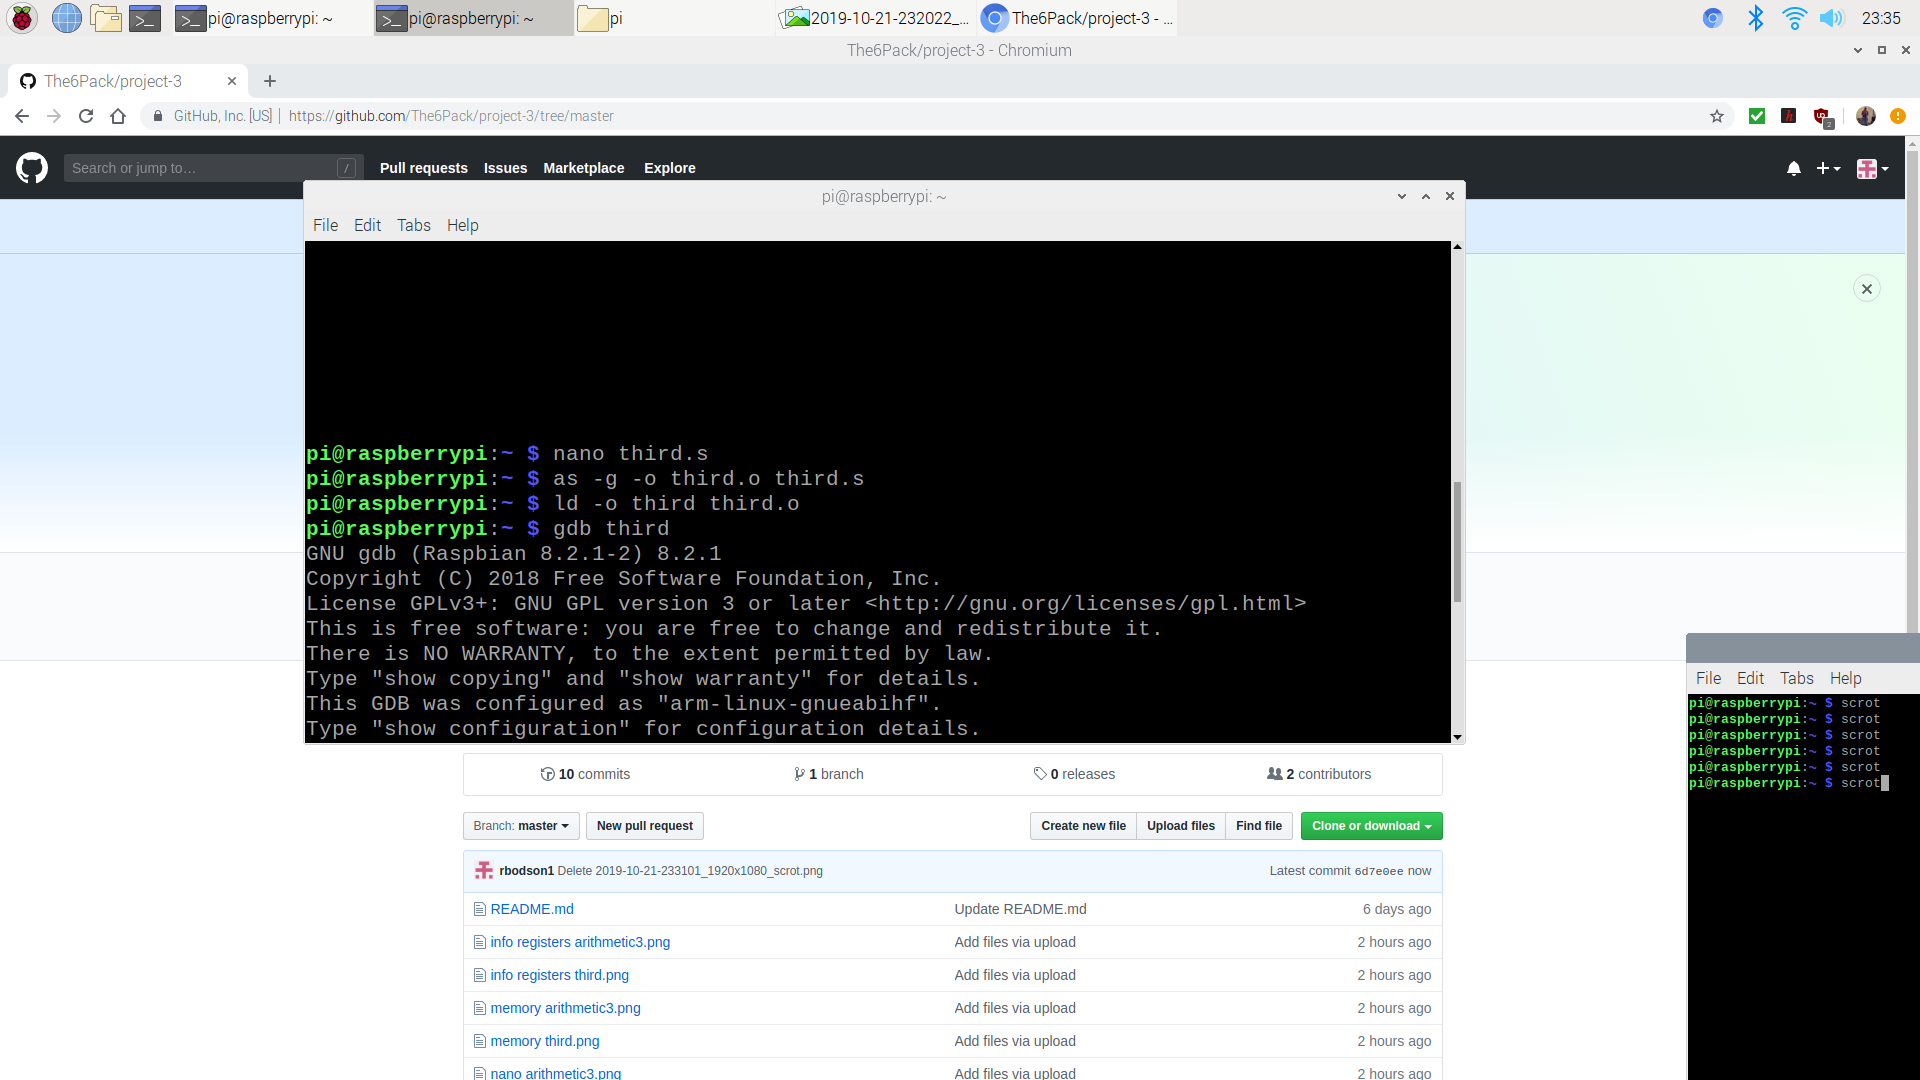 pi@raspberrypi: ~
pi@raspberrypi: ~
pi
2019-10-21-232022_...
The6Pack/project-3 - ...
23:35
The6Pack/project-3 - Chromium
The6Pack/project-3
GitHub, Inc. [US] | https://github.com/The6Pack/project-3/tree/master
2
Search or jump to...
/
Pull requests
Issues
Marketplace
Explore
pi@raspberrypi: ~
File Edit Tabs Help
pi@raspberrypi:~ $ nano third.s
pi@raspberrypi:~ $ as -g -o third.o third.s
pi@raspberrypi:~ $ ld -o third third.o
pi@raspberrypi:~ $ gdb third
GNU gdb (Raspbian 8.2.1-2) 8.2.1
Copyright (C) 2018 Free Software Foundation, Inc.
License GPLv3+: GNU GPL version 3 or later <http://gnu.org/licenses/gpl.html>
This is free software: you are free to change and redistribute it.
There is NO WARRANTY, to the extent permitted by law.
Type "show copying" and "show warranty" for details.
This GDB was configured as "arm-linux-gnueabihf".
Type "show configuration" for configuration details.
File Edit Tabs Help
pi@raspberrypi:~ $ scrot
pi@raspberrypi:~ $ scrot
pi@raspberrypi:~ $ scrot
pi@raspberrypi:~ $ scrot
pi@raspberrypi:~ $ scrot
pi@raspberrypi:~ $ scrot
10 commits
1 branch
0 releases
2 contributors
Branch: master
New pull request
Create new file
Upload files
Find file
Clone or download
rbodson1 Delete 2019-10-21-233101_1920x1080_scrot.png
Latest commit 6d7e0ee now
README.md Update README.md 6 days ago
info registers arithmetic3.png Add files via upload 2 hours ago
info registers third.png Add files via upload 2 hours ago
memory arithmetic3.png Add files via upload 2 hours ago
memory third.png Add files via upload 2 hours ago
nano arithmetic3.png Add files via upload 2 hours ago